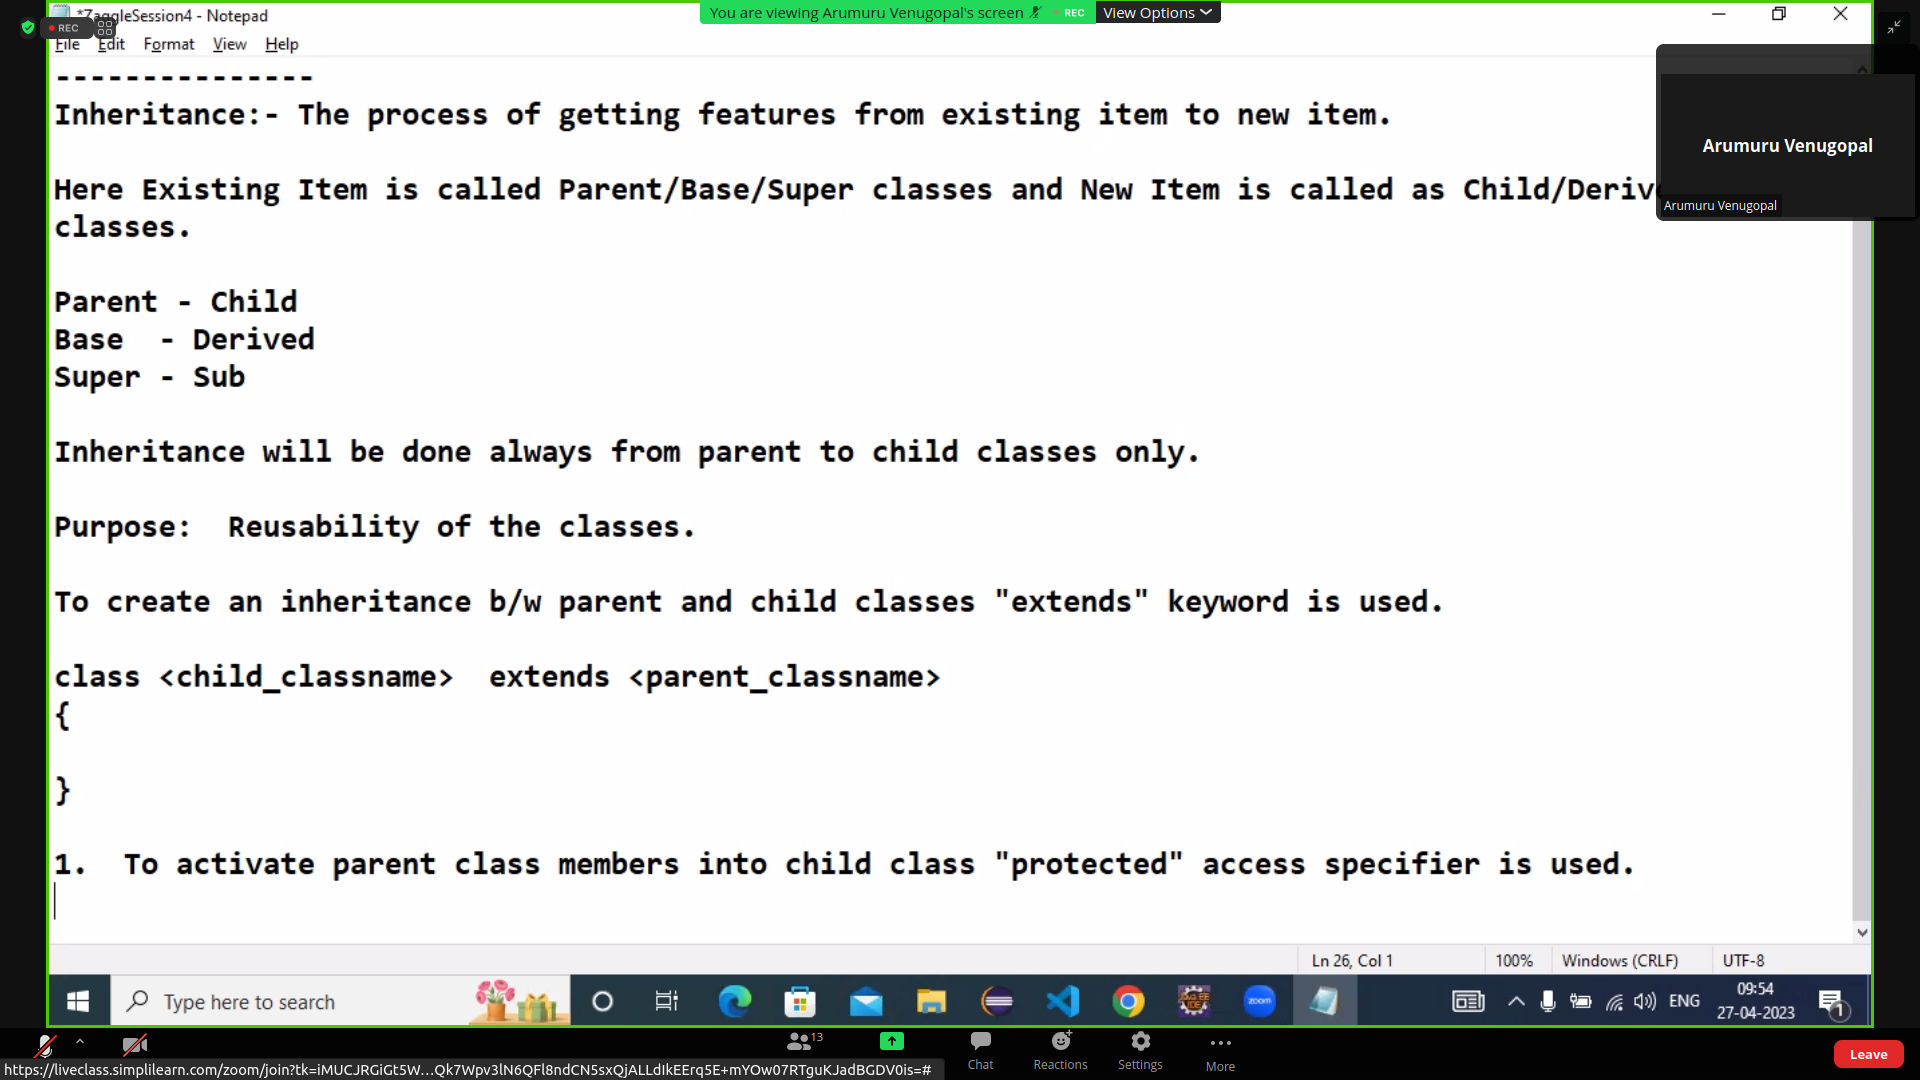 *ZaggleSession4 - Notepad
REC
You are viewing Arumuru Venugopal's screen
REC
View Options
File Edit Format View Help
---------------
Inheritance:- The process of getting features from existing item to new item.
Here Existing Item is called Parent/Base/Super classes and New Item is called as Child/Deriv
classes.
Parent - Child
Base - Derived
Super - Sub
Inheritance will be done always from parent to child classes only.
Purpose: Reusability of the classes.
To create an inheritance b/w parent and child classes "extends" keyword is used.
class <child_classname> extends <parent_classname>
{
}
1. To activate parent class members into child class "protected" access specifier is used.
Arumuru Venugopal
Arumuru Venugopal
Ln 26, Col 1 100% Windows (CRLF) UTF-8
Type here to search
zoom
ENG
09:54
27-04-2023
1
13
Chat
Reactions
Settings
More
Leave
https://liveclass.simplilearn.com/zoom/join?tk=iMUCJRGiGt5W…Qk7Wpv3lN6QFl8ndCN5sxQjALLdIkEErq5E+mYOw07RTguKJadBGDV0is=#